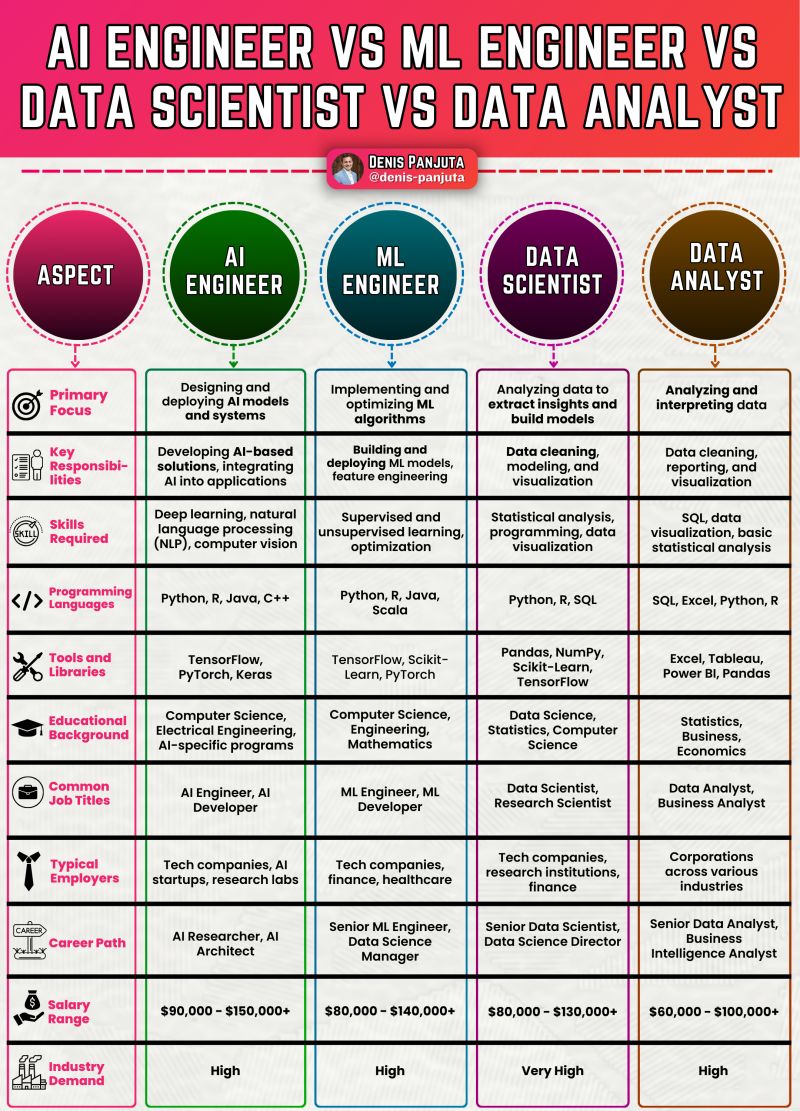 AI ENGINEER VS ML ENGINEER VS
DATA SCIENTIST VS DATA ANALYST
DENIS PANJUTA
@denis-panjuta
ASPECT
AI
ENGINEER
ML
ENGINEER
DATA
SCIENTIST
DATA
ANALYST
Primary
Focus
Designing and
deploying AI models
and systems
Implementing and
optimizing ML
algorithms
Analyzing data to
extract insights and
build models
Analyzing and
interpreting data
Key
Responsibi-
lities
Developing AI-based
solutions, integrating
AI into applications
Building and
deploying ML models,
feature engineering
Data cleaning,
modeling, and
visualization
Data cleaning,
reporting, and
visualization
SKILL
Skills
Required
Deep learning, natural
language processing
(NLP), computer vision
Supervised and
unsupervised learning,
optimization
Statistical analysis,
programming, data
visualization
SQL, data
visualization, basic
statistical analysis
</>
Programming
Languages
Python, R, Java, C++
Python, R, Java,
Scala
Python, R, SQL
SQL, Excel, Python, R
Tools and
Libraries
TensorFlow,
PyTorch, Keras
TensorFlow, Scikit-
Learn, PyTorch
Pandas, NumPy,
Scikit-Learn,
TensorFlow
Excel, Tableau,
Power BI, Pandas
Educational
Background
Computer Science,
Electrical Engineering,
AI-specific programs
Computer Science,
Engineering,
Mathematics
Data Science,
Statistics, Computer
Science
Statistics,
Business,
Economics
Common
Job Titles
AI Engineer, AI
Developer
ML Engineer, ML
Developer
Data Scientist,
Research Scientist
Data Analyst,
Business Analyst
Typical
Employers
Tech companies, AI
startups, research labs
Tech companies,
finance, healthcare
Tech companies,
research institutions,
finance
Corporations
across various
industries
CAREER
Career Path
AI Researcher, AI
Architect
Senior ML Engineer,
Data Science
Manager
Senior Data Scientist,
Data Science Director
Senior Data Analyst,
Business
Intelligence Analyst
$
Salary
Range
$90,000 - $150,000+
$80,000 - $140,000+
$80,000 - $130,000+
$60,000 - $100,000+
Industry
Demand
High
High
Very High
High